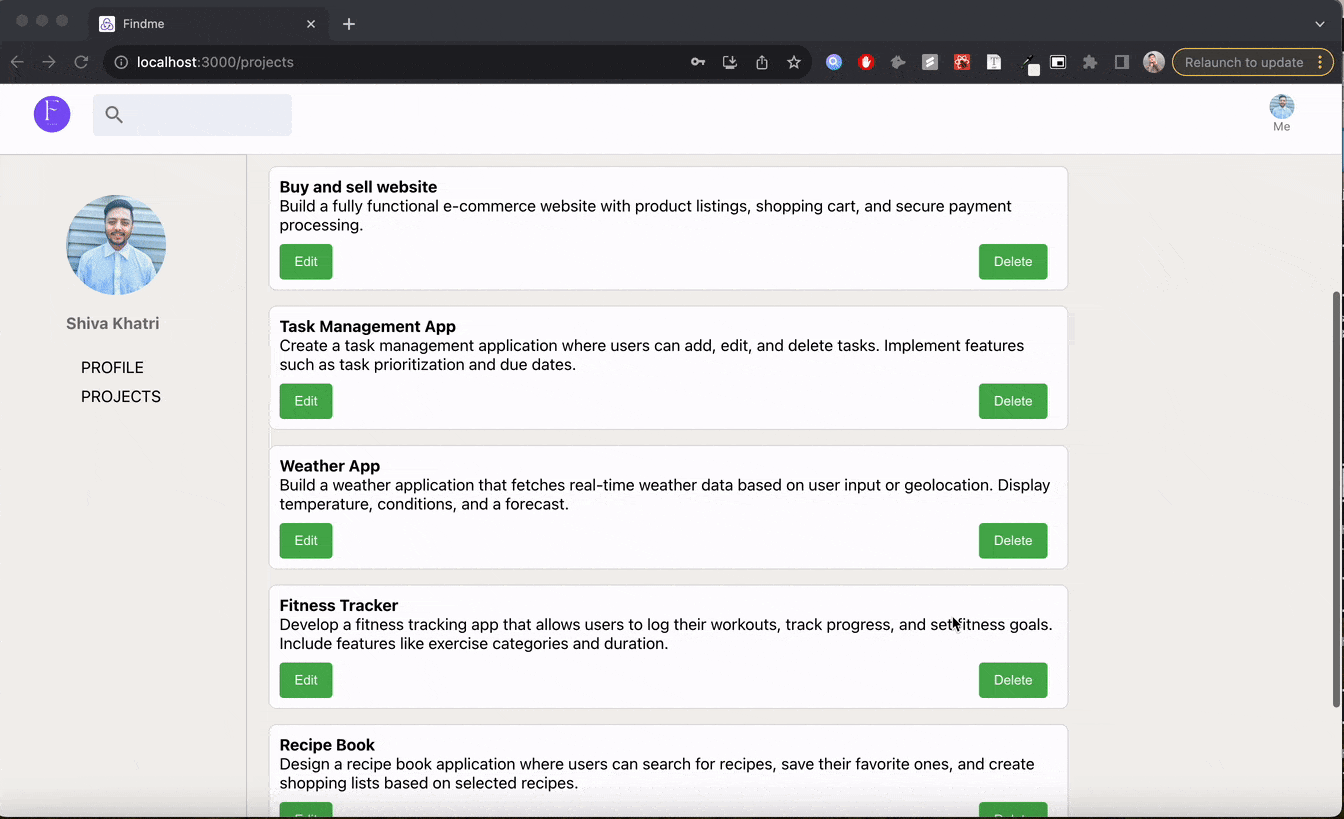 Findme
localhost:3000/projects
Relaunch to update
F
Me
Shiva Khatri
PROFILE
PROJECTS
Buy and sell website
Build a fully functional e-commerce website with product listings, shopping cart, and secure payment
processing.
Edit
Delete
Task Management App
Create a task management application where users can add, edit, and delete tasks. Implement features
such as task prioritization and due dates.
Edit
Delete
Weather App
Build a weather application that fetches real-time weather data based on user input or geolocation. Display
temperature, conditions, and a forecast.
Edit
Delete
Fitness Tracker
Develop a fitness tracking app that allows users to log their workouts, track progress, and set fitness goals.
Include features like exercise categories and duration.
Edit
Delete
Recipe Book
Design a recipe book application where users can search for recipes, save their favorite ones, and create
shopping lists based on selected recipes.
Edit
Delete